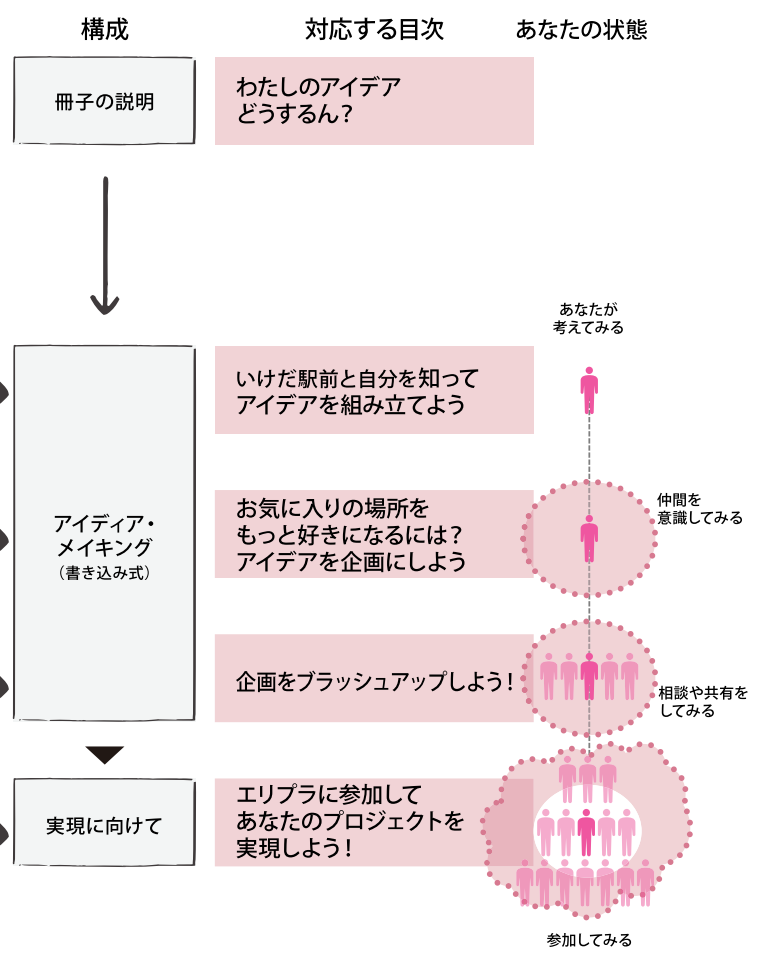 構成
対応する目次
あなたの状態
冊子の説明
わたしのアイデア
どうするん？
あなたが
考えてみる
いけだ駅前と自分を知って
アイデアを組み立てよう
アイディア・
メイキング
（書き込み式）
お気に入りの場所を
もっと好きになるには？
アイデアを企画にしよう
仲間を
意識してみる
企画をブラッシュアップしよう！
相談や共有を
してみる
実現に向けて
エリプラに参加して
あなたのプロジェクトを
実現しよう！
参加してみる